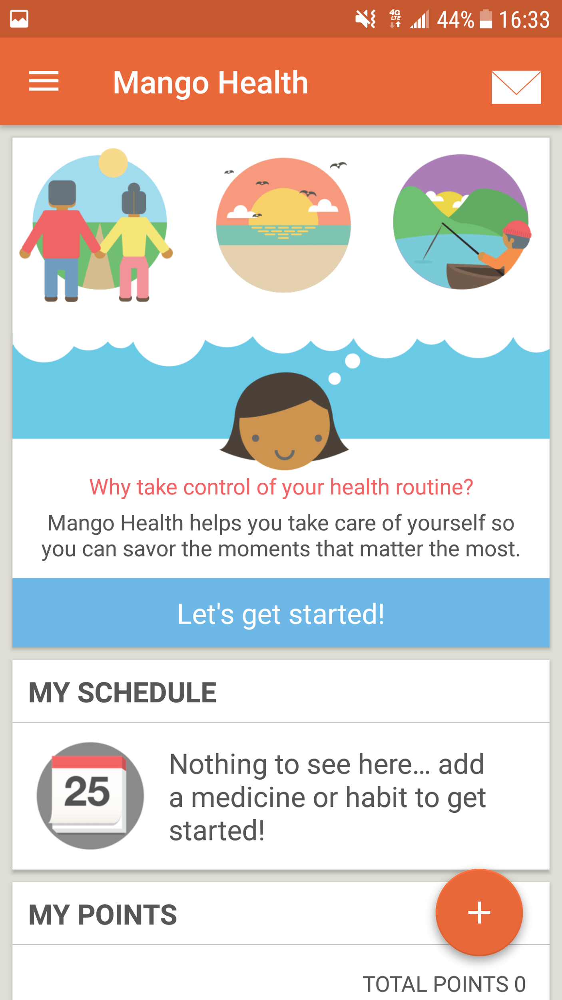 4G LTE 44% 16:33
Mango Health
Why take control of your health routine?
Mango Health helps you take care of yourself so
you can savor the moments that matter the most.
Let's get started!
MY SCHEDULE
25
Nothing to see here... add
a medicine or habit to get
started!
MY POINTS
+
TOTAL POINTS 0